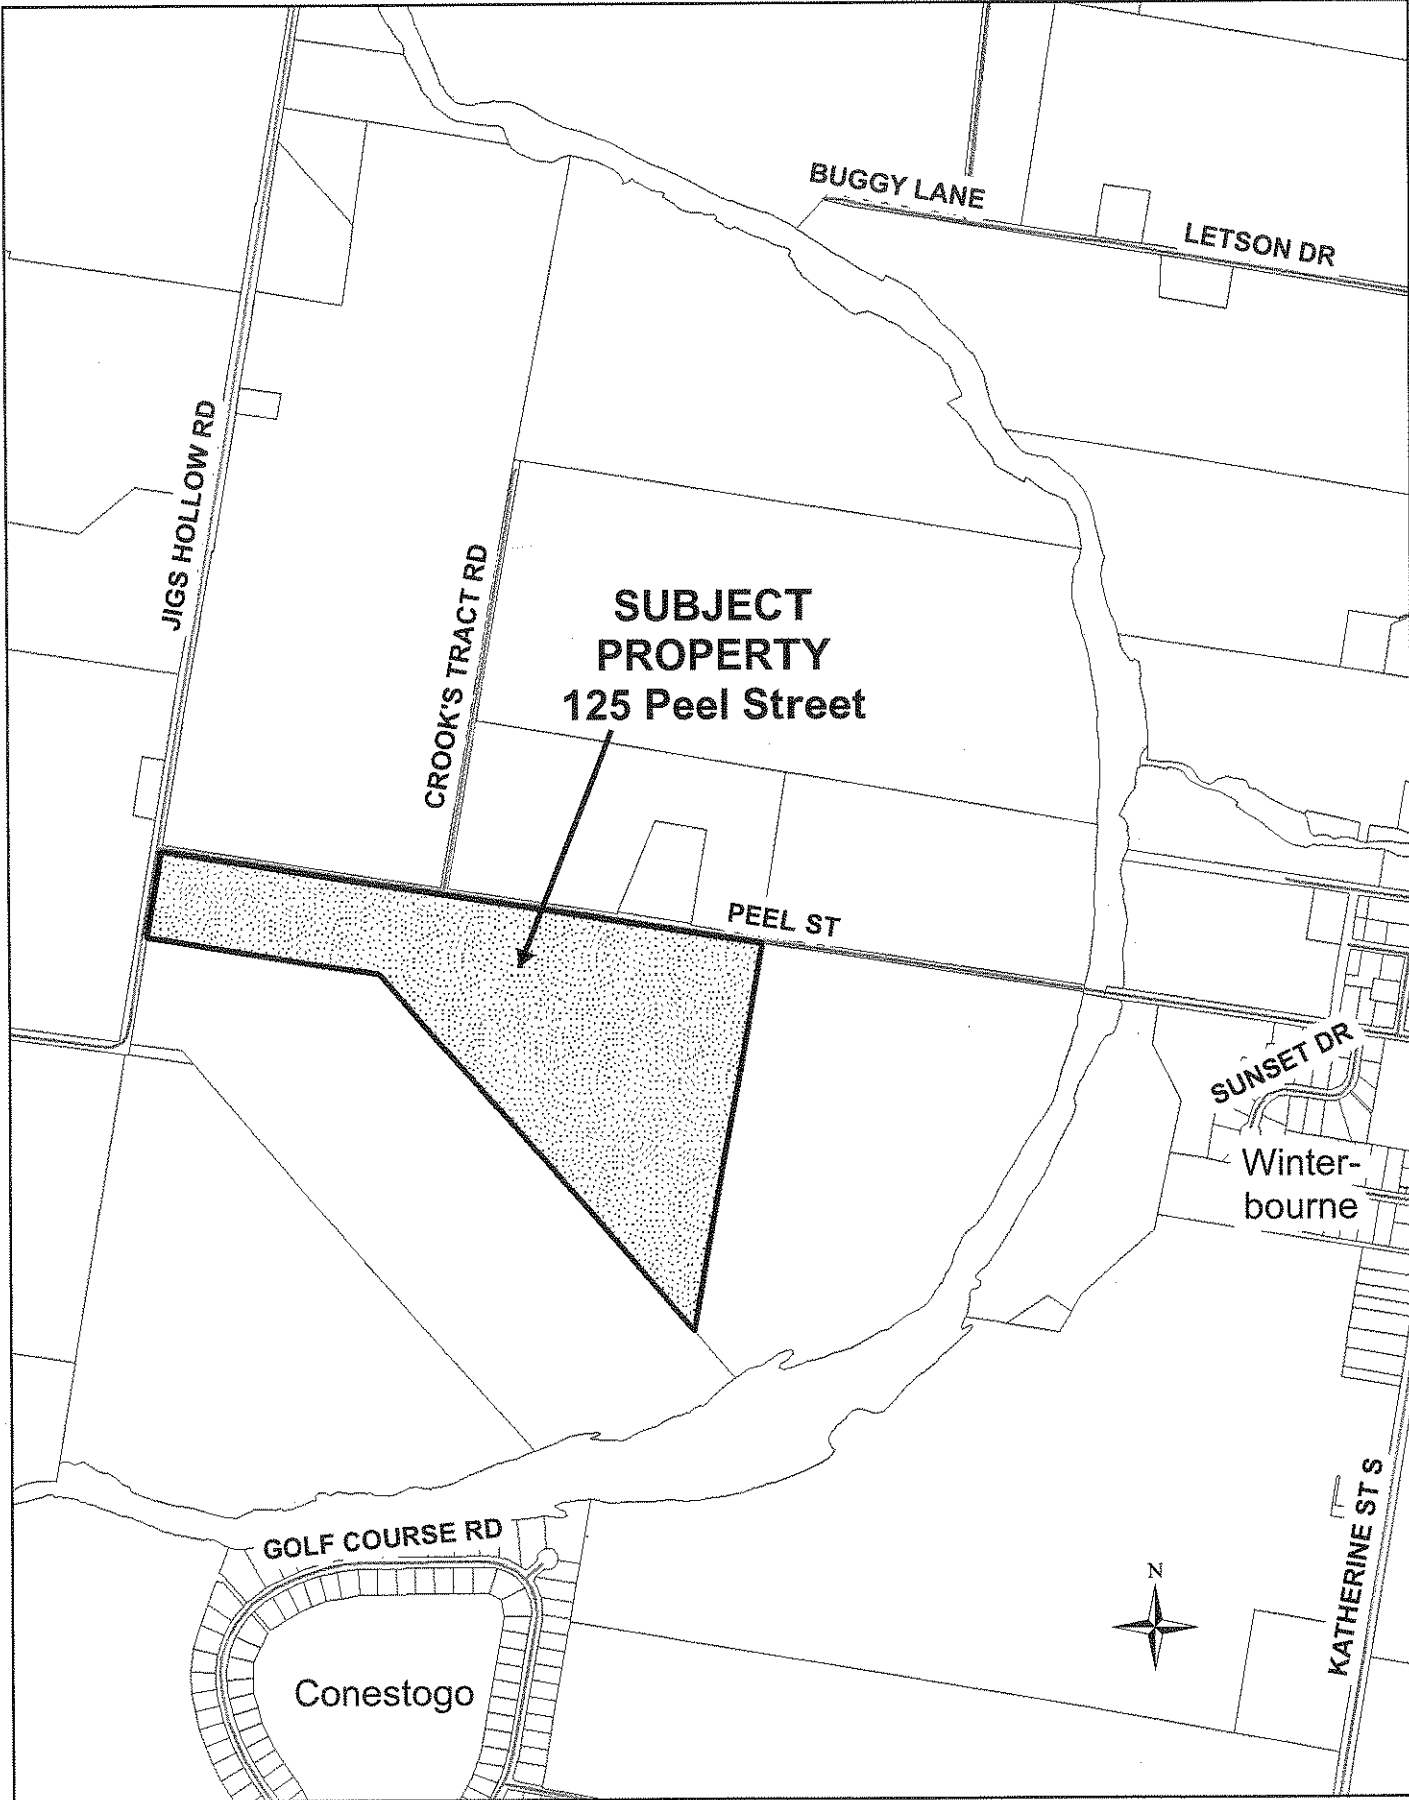 BUGGY LANE
LETSON DR
JIGS HOLLOW RD
CROOK'S TRACT RD
SUBJECT
PROPERTY
125 Peel Street
PEEL ST
SUNSET DR
Winter-
bourne
GOLF COURSE RD
KATHERINE ST S
N
Conestogo